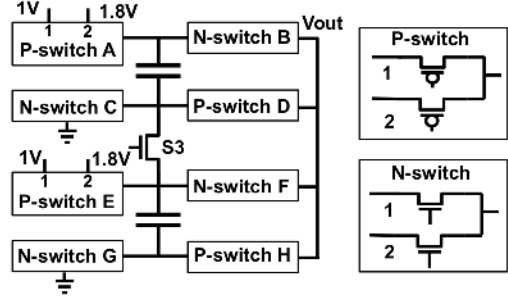 1V 1.8V
1 2
P-switch A
N-switch B
Vout
N-switch C
P-switch D
S3
1V 1.8V
1 2
P-switch E
N-switch F
N-switch G
P-switch H
P-switch
1
2
N-switch
1
2